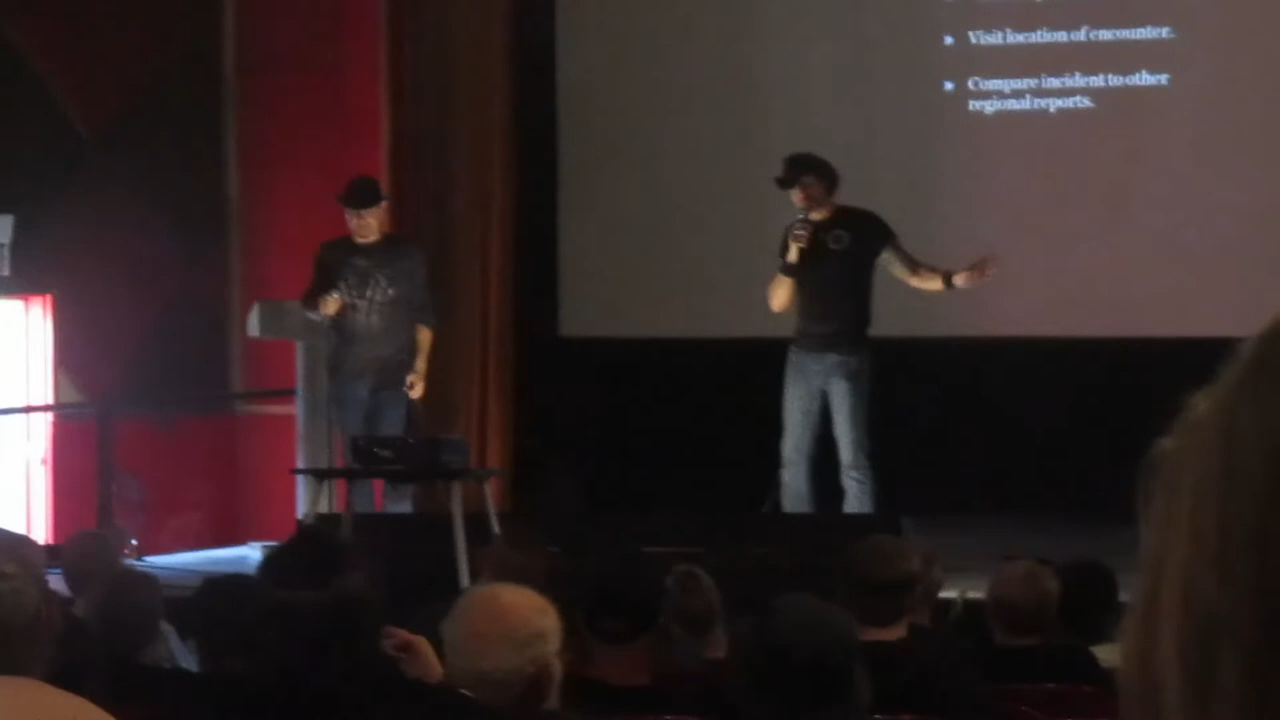 » Visit location of encounter.
» Compare incident to other
regional reports.